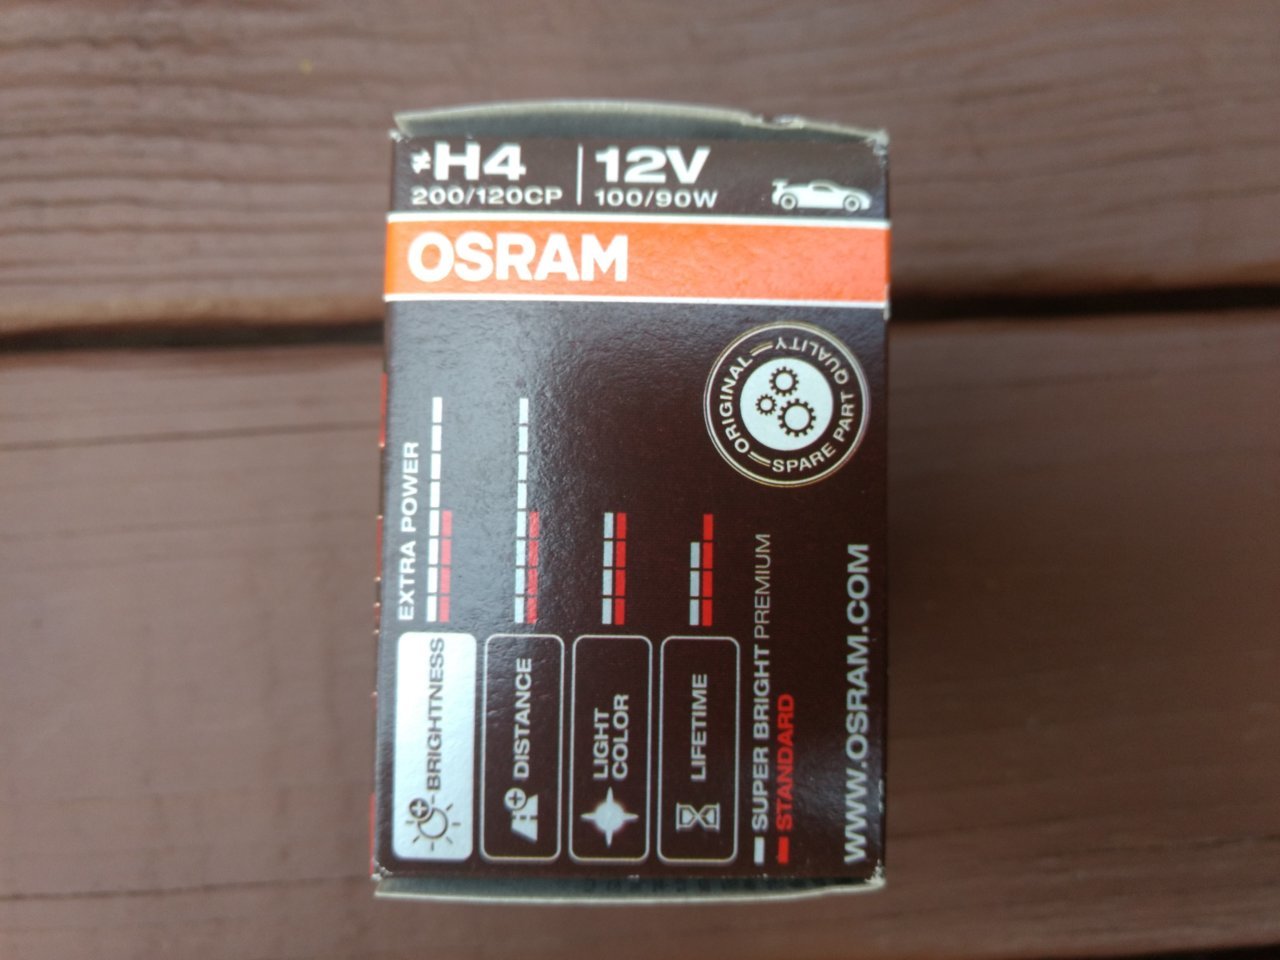 ≠H4
200/120CP
12V
100/90W
OSRAM
ORIGINAL
SPARE PART QUALITY
EXTRA POWER
BRIGHTNESS
DISTANCE
LIGHT
COLOR
LIFETIME
SUPER BRIGHT PREMIUM
STANDARD
WWW.OSRAM.COM